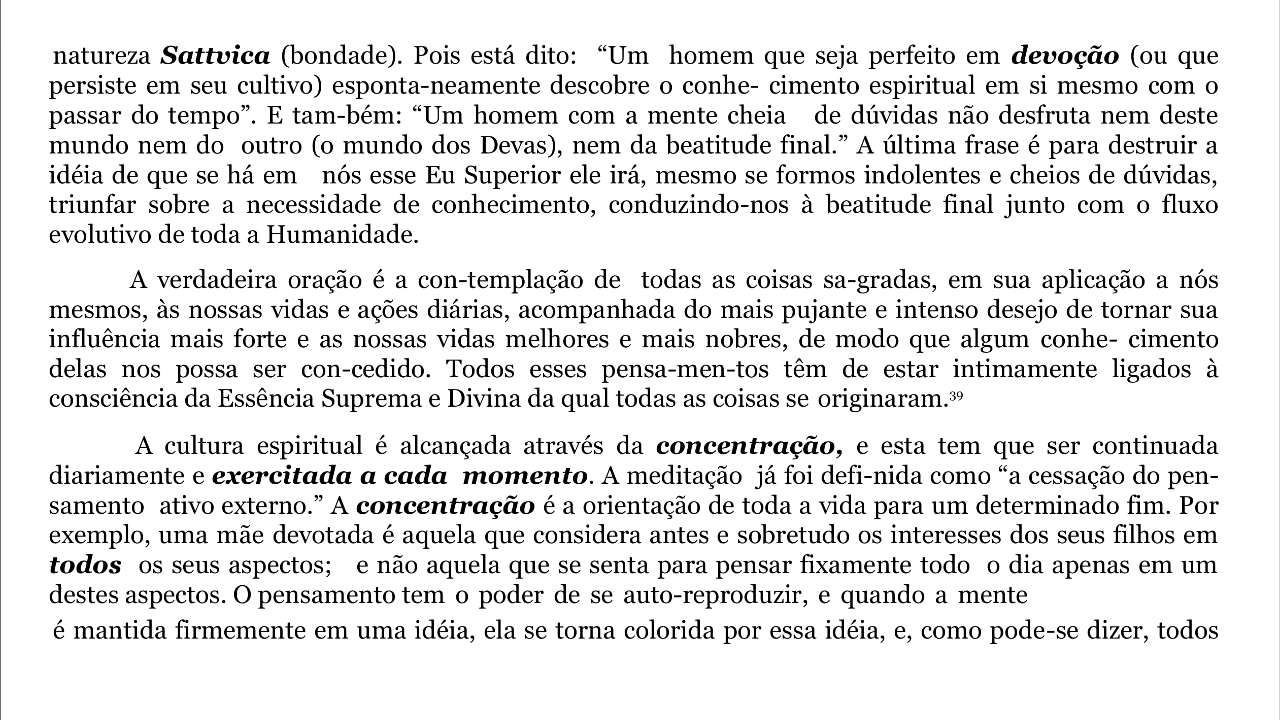 natureza Sattvica (bondade). Pois está dito: “Um homem que seja perfeito em devoção (ou que
persiste em seu cultivo) esponta-neamente descobre o conhe- cimento espiritual em si mesmo com o
passar do tempo”. E tam-bém: “Um homem com a mente cheia de dúvidas não desfruta nem deste
mundo nem do outro (o mundo dos Devas), nem da beatitude final.” A última frase é para destruir a
idéia de que se há em nós esse Eu Superior ele irá, mesmo se formos indolentes e cheios de dúvidas,
triunfar sobre a necessidade de conhecimento, conduzindo-nos à beatitude final junto com o fluxo
evolutivo de toda a Humanidade.
A verdadeira oração é a con-templação de todas as coisas sa-gradas, em sua aplicação a nós
mesmos, às nossas vidas e ações diárias, acompanhada do mais pujante e intenso desejo de tornar sua
influência mais forte e as nossas vidas melhores e mais nobres, de modo que algum conhe- cimento
delas nos possa ser con-cedido. Todos esses pensa-men-tos têm de estar intimamente ligados à
consciência da Essência Suprema e Divina da qual todas as coisas se originaram.39
A cultura espiritual é alcançada através da concentração, e esta tem que ser continuada
diariamente e exercitada a cada momento. A meditação já foi defi-nida como “a cessação do pen-
samento ativo externo.” A concentração é a orientação de toda a vida para um determinado fim. Por
exemplo, uma mãe devotada é aquela que considera antes e sobretudo os interesses dos seus filhos em
todos os seus aspectos; e não aquela que se senta para pensar fixamente todo o dia apenas em um
destes aspectos. O pensamento tem o poder de se auto-reproduzir, e quando a mente
é mantida firmemente em uma idéia, ela se torna colorida por essa idéia, e, como pode-se dizer, todos